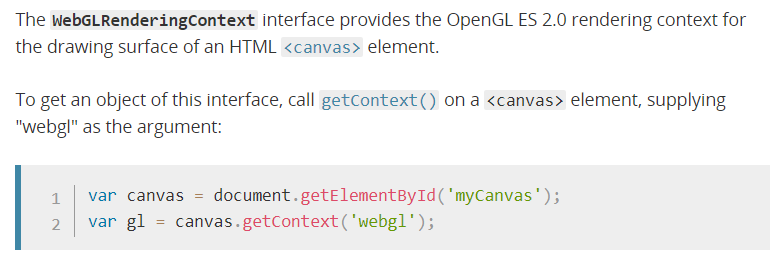 The WebGLRenderingContext interface provides the OpenGL ES 2.0 rendering context for
the drawing surface of an HTML <canvas> element.
To get an object of this interface, call getContext() on a <canvas> element, supplying
"webgl" as the argument:
1 var canvas = document.getElementById('myCanvas');
2 var gl = canvas.getContext('webgl');